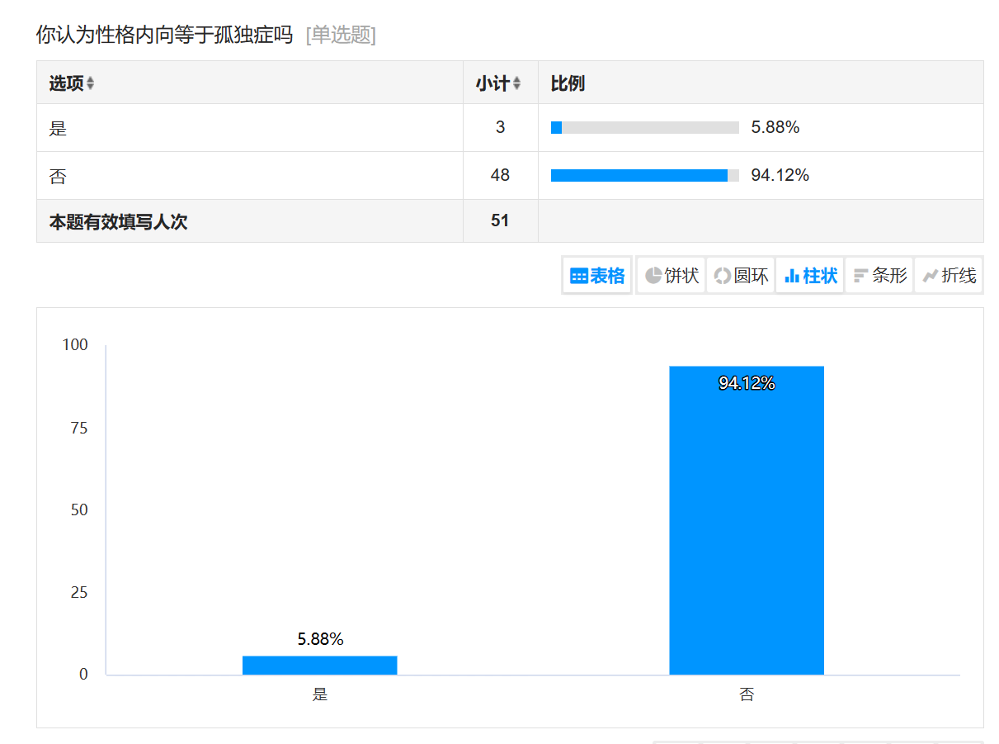 你认为性格内向等于孤独症吗 [单选题]
选项 小计 比例
是 3 5.88%
否 48 94.12%
本题有效填写人次 51
表格 饼状 圆环 柱状 条形 折线
100
94.12%
75
50
25
5.88%
0
是 否